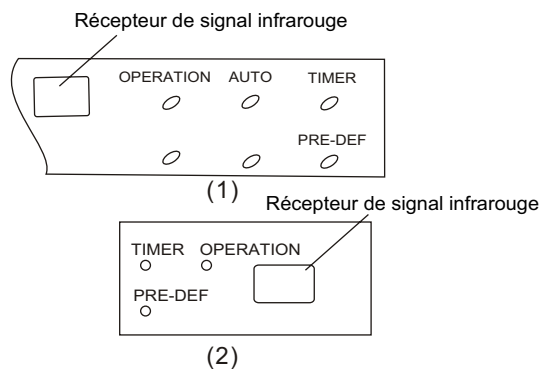 Récepteur de signal infrarouge
OPERATION AUTO TIMER
PRE-DEF
(1)
Récepteur de signal infrarouge
TIMER OPERATION
PRE-DEF
(2)